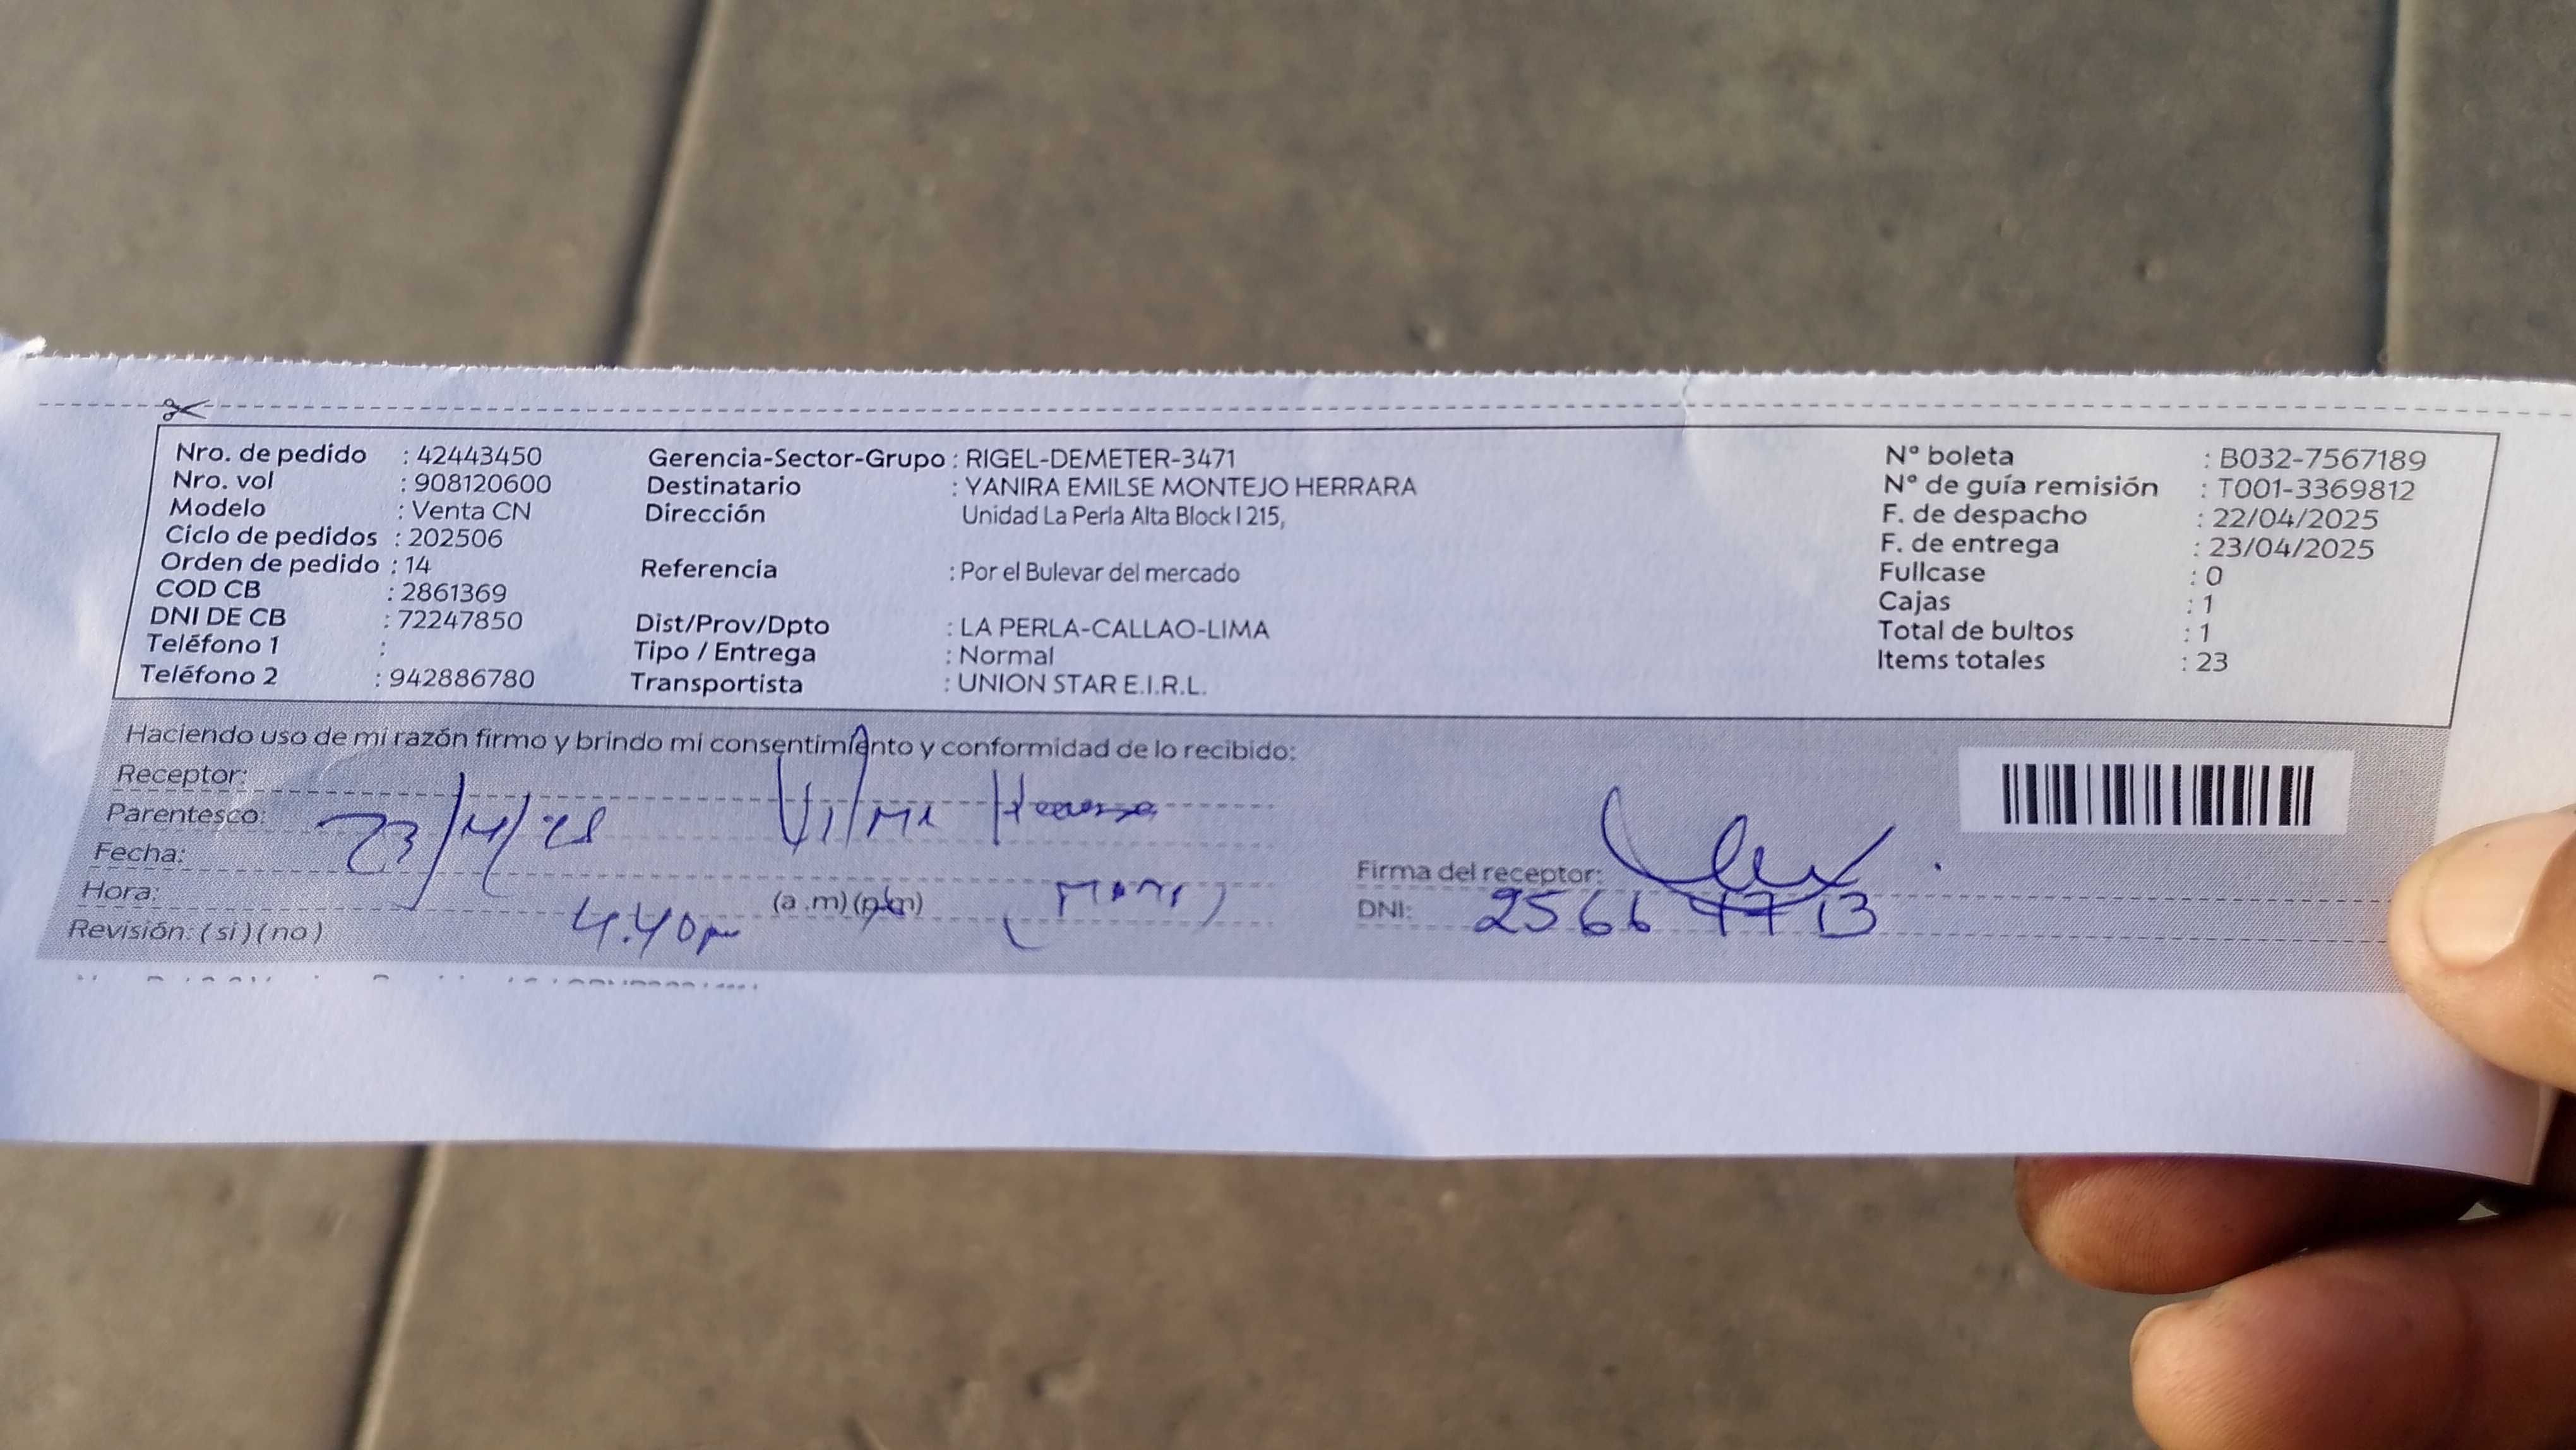 Nro. de pedido : 42443450
Nro. vol : 908120600
Modelo : Venta CN
Ciclo de pedidos : 202506
Orden de pedido : 14
COD CB : 2861369
DNI DE CB : 72247850
Teléfono 1 :
Teléfono 2 : 942886780
Gerencia-Sector-Grupo : RIGEL-DEMETER-3471
Destinatario : YANIRA EMILSE MONTEJO HERRARA
Dirección Unidad La Perla Alta Block I 215,
Referencia : Por el Bulevar del mercado
Dist/Prov/Dpto : LA PERLA-CALLAO-LIMA
Tipo / Entrega : Normal
Transportista : UNION STAR E.I.R.L.
N° boleta : B032-7567189
N° de guía remisión : T001-3369812
F. de despacho : 22/04/2025
F. de entrega : 23/04/2025
Fullcase : 0
Cajas : 1
Total de bultos : 1
Items totales : 23
Haciendo uso de mi razón firmo y brindo mi consentimiento y conformidad de lo recibido:
Receptor:
Parentesco: 23/4/25 Vilma
Fecha:
Hora: 4.40pm (a.m)(p.m)
Revisión: (si)(no)
Firma del receptor:
DNI: 2566 7713